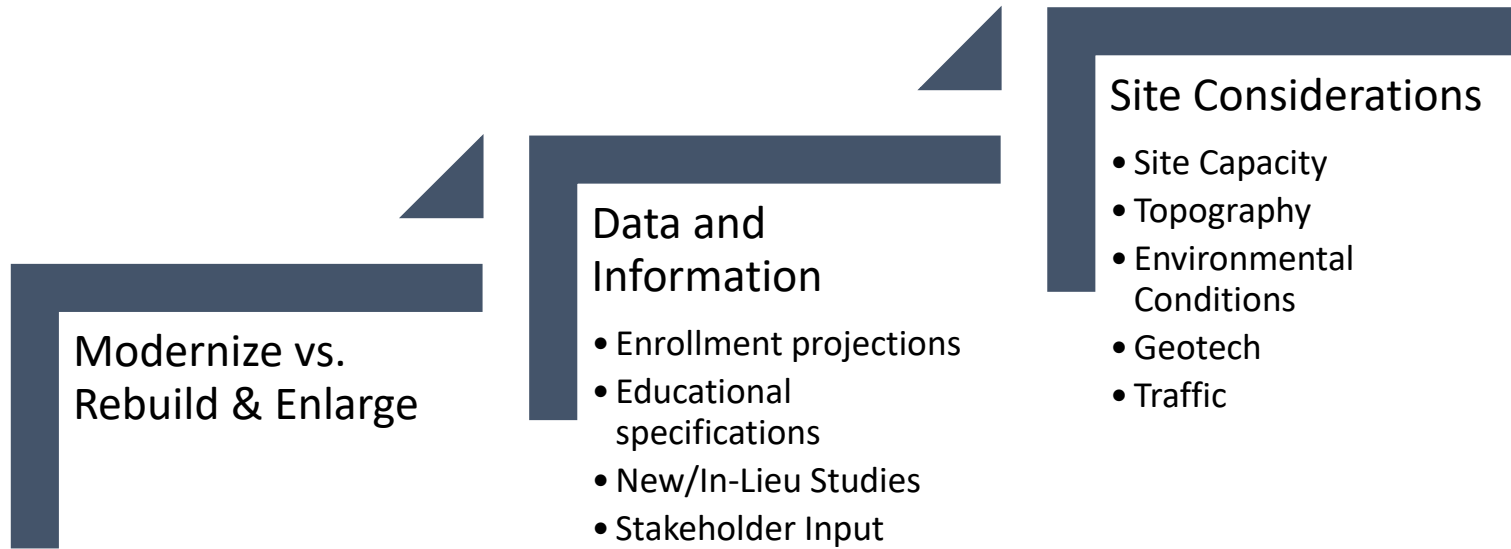 Modernize vs.
Rebuild & Enlarge
Data and
Information
• Enrollment projections
• Educational
specifications
• New/In-Lieu Studies
• Stakeholder Input
Site Considerations
• Site Capacity
• Topography
• Environmental
Conditions
• Geotech
• Traffic